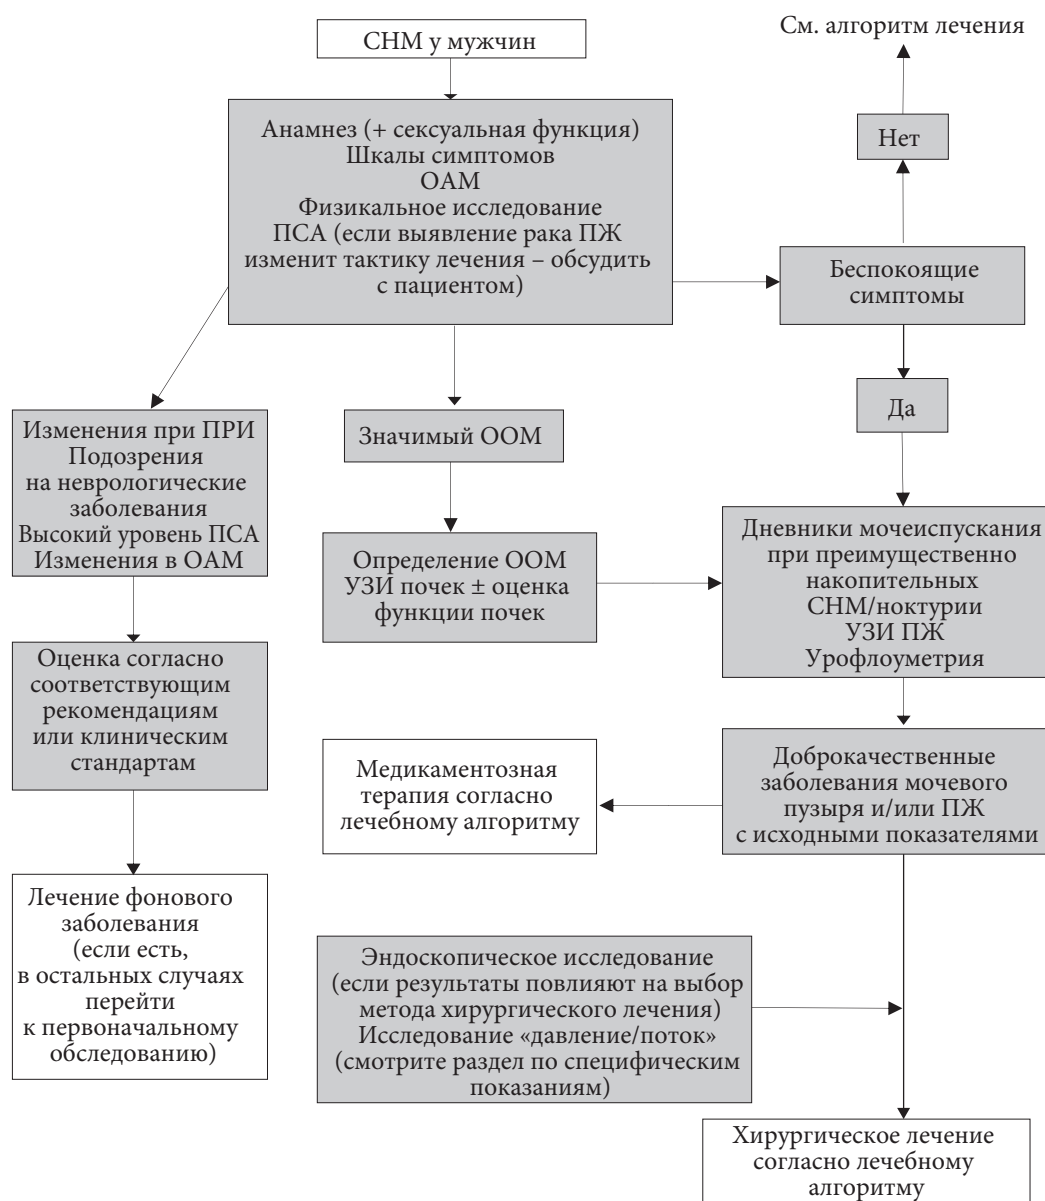 СНМ у мужчин
См. алгоритм лечения
Анамнез (+ сексуальная функция)
Шкалы симптомов
ОАМ
Физикальное исследование
ПСА (если выявление рака ПЖ
изменит тактику лечения – обсудить
с пациентом)
Нет
Беспокоящие
симптомы
Да
Изменения при ПРИ
Подозрения
на неврологические
заболевания
Высокий уровень ПСА
Изменения в ОАМ
Значимый ООМ
Определение ООМ
УЗИ почек ± оценка
функции почек
Дневники мочеиспускания
при преимущественно
накопительных
СНМ/ноктурии
УЗИ ПЖ
Урофлоуметрия
Оценка согласно
соответствующим
рекомендациям
или клиническим
стандартам
Медикаментозная
терапия согласно
лечебному алгоритму
Доброкачественные
заболевания мочевого
пузыря и/или ПЖ
с исходными показателями
Лечение фонового
заболевания
(если есть,
в остальных случаях
перейти
к первоначальному
обследованию)
Эндоскопическое исследование
(если результаты повлияют на выбор
метода хирургического лечения)
Исследование «давление/поток»
(смотрите раздел по специфическим
показаниям)
Хирургическое лечение
согласно лечебному
алгоритму